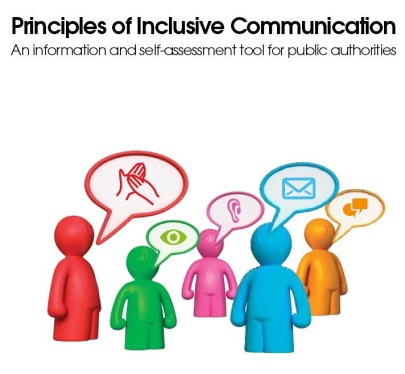 Principles of Inclusive Communication
An information and self-assessment tool for public authorities